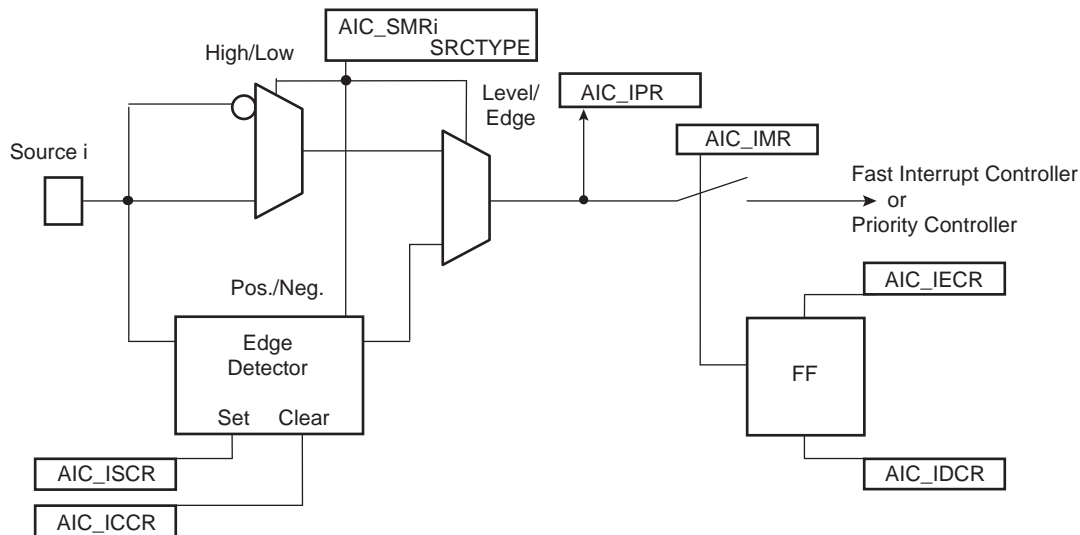 AIC_SMRi
SRCTYPE
High/Low
Level/
Edge
AIC_IPR
AIC_IMR
Source i
Fast Interrupt Controller
or
Priority Controller
Pos./Neg.
AIC_IECR
Edge
Detector
FF
Set Clear
AIC_ISCR
AIC_IDCR
AIC_ICCR